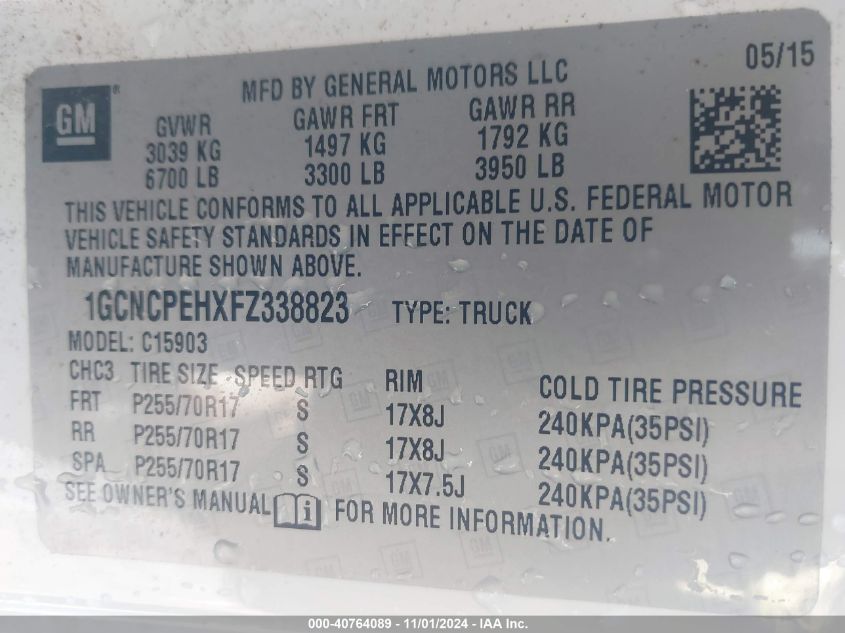 05/15
MFD BY GENERAL MOTORS LLC
GM®
GVWR GAWR FRT GAWR RR
3039 KG 1497 KG 1792 KG
6700 LB 3300 LB 3950 LB
THIS VEHICLE CONFORMS TO ALL APPLICABLE U.S. FEDERAL MOTOR
VEHICLE SAFETY STANDARDS IN EFFECT ON THE DATE OF
MANUFACTURE SHOWN ABOVE.
1GCNCPEHXFZ338823 TYPE: TRUCK
MODEL: C15903
CHC3 TIRE SIZE SPEED RTG RIM COLD TIRE PRESSURE
FRT P255/70R17 S 17X8J 240KPA(35PSI)
RR P255/70R17 S 17X8J 240KPA(35PSI)
SPA P255/70R17 S 17X7.5J 240KPA(35PSI)
SEE OWNER'S MANUAL i FOR MORE INFORMATION.
000-40764089 - 11/01/2024 - IAA Inc.